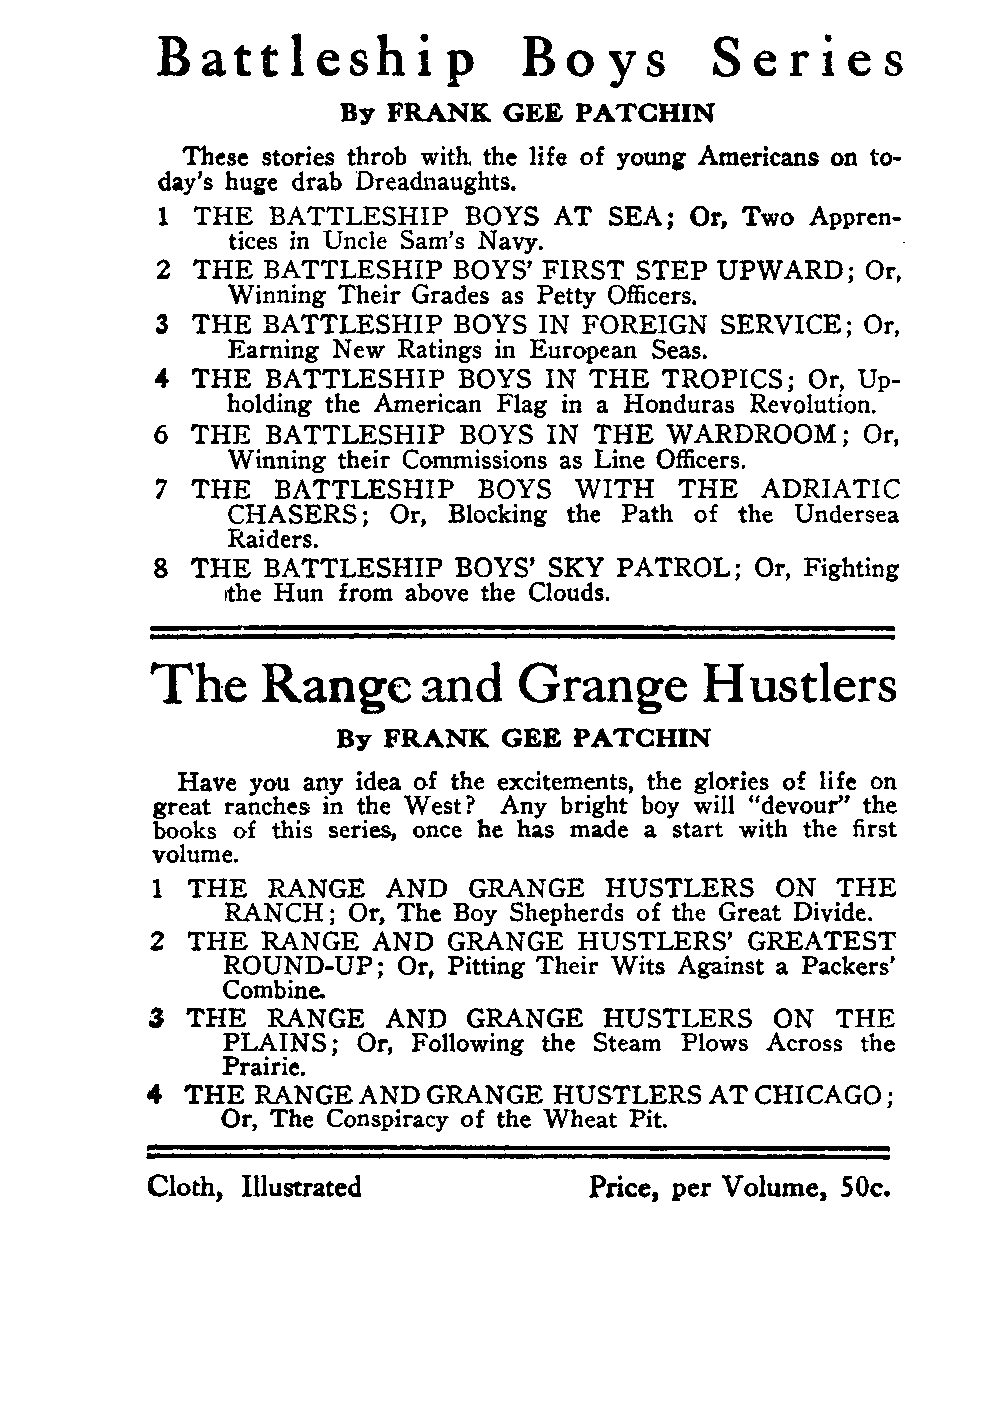 Battleship Boys Series
By FRANK GEE PATCHIN
These stories throb with the life of young Americans on to-
day's huge drab Dreadnaughts.
1 THE BATTLESHIP BOYS AT SEA; Or, Two Appren-
tices in Uncle Sam's Navy.
2 THE BATTLESHIP BOYS' FIRST STEP UPWARD; Or,
Winning Their Grades as Petty Officers.
3 THE BATTLESHIP BOYS IN FOREIGN SERVICE; Or,
Earning New Ratings in European Seas.
4 THE BATTLESHIP BOYS IN THE TROPICS; Or, Up-
holding the American Flag in a Honduras Revolution.
6 THE BATTLESHIP BOYS IN THE WARDROOM; Or,
Winning their Commissions as Line Officers.
7 THE BATTLESHIP BOYS WITH THE ADRIATIC
CHASERS; Or, Blocking the Path of the Undersea
Raiders.
8 THE BATTLESHIP BOYS' SKY PATROL; Or, Fighting
the Hun from above the Clouds.
The Range and Grange Hustlers
By FRANK GEE PATCHIN
Have you any idea of the excitements, the glories of life on
great ranches in the West? Any bright boy will "devour" the
books of this series, once he has made a start with the first
volume.
1 THE RANGE AND GRANGE HUSTLERS ON THE
RANCH; Or, The Boy Shepherds of the Great Divide.
2 THE RANGE AND GRANGE HUSTLERS' GREATEST
ROUND-UP; Or, Pitting Their Wits Against a Packers'
Combine.
3 THE RANGE AND GRANGE HUSTLERS ON THE
PLAINS; Or, Following the Steam Plows Across the
Prairie.
4 THE RANGE AND GRANGE HUSTLERS AT CHICAGO;
Or, The Conspiracy of the Wheat Pit.
Cloth, Illustrated Price, per Volume, 50c.